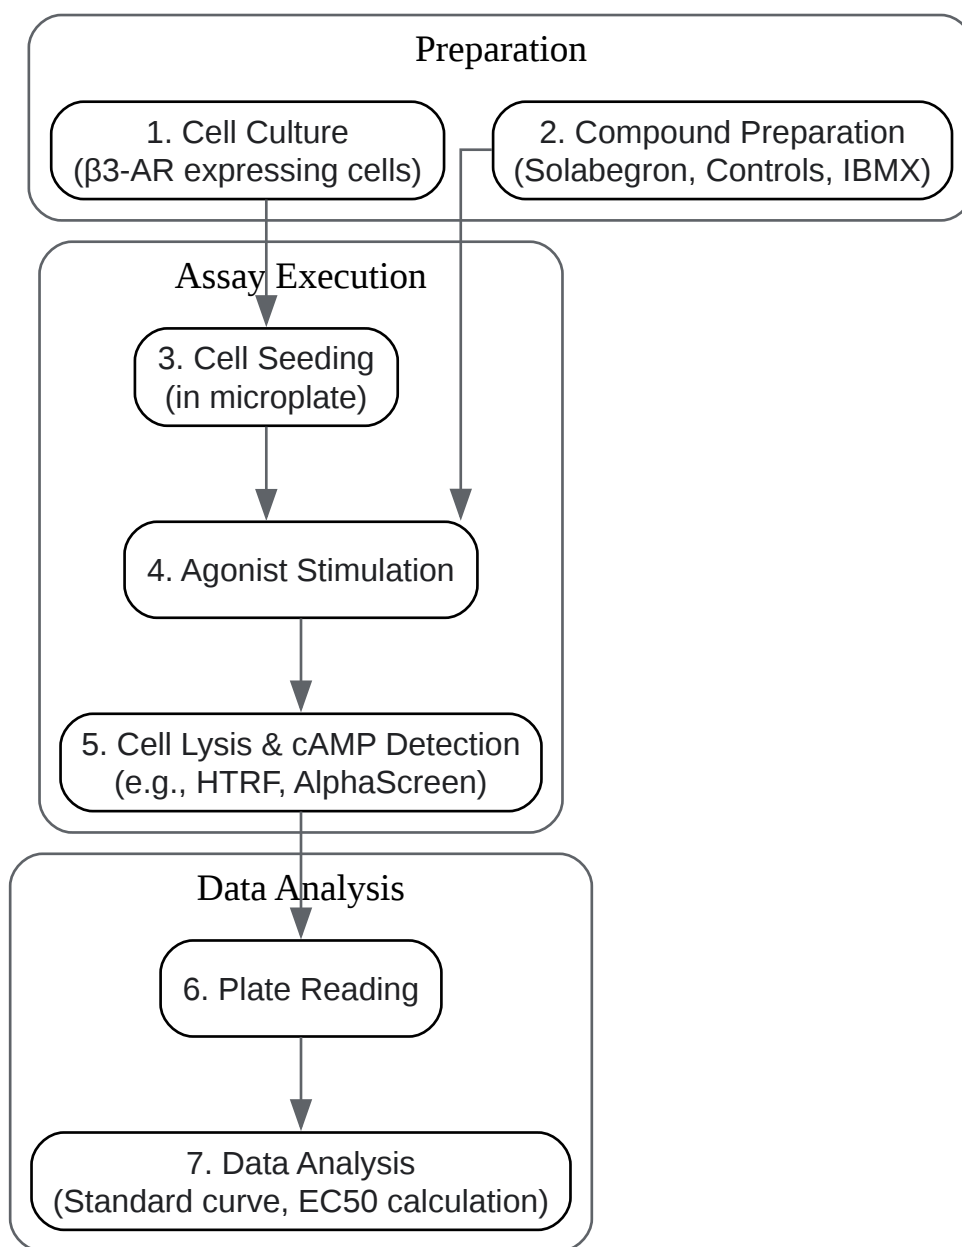 Preparation
1. Cell Culture
(β3-AR expressing cells)
2. Compound Preparation
(Solabegron, Controls, IBMX)
Assay Execution
3. Cell Seeding
(in microplate)
4. Agonist Stimulation
5. Cell Lysis & cAMP Detection
(e.g., HTRF, AlphaScreen)
Data Analysis
6. Plate Reading
7. Data Analysis
(Standard curve, EC50 calculation)